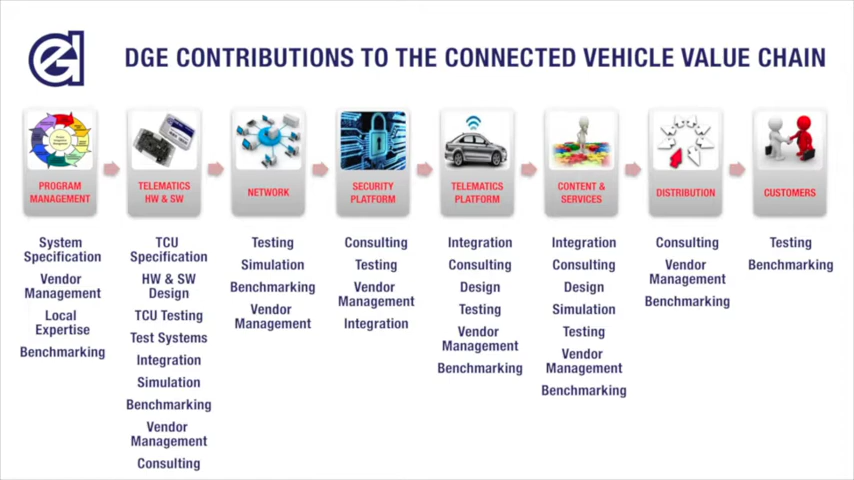 DGE CONTRIBUTIONS TO THE CONNECTED VEHICLE VALUE CHAIN
PROGRAM
MANAGEMENT
System
Specification
Vendor
Management
Local
Expertise
Benchmarking
TELEMATICS
HW & SW
TCU
Specification
HW & SW
Design
TCU Testing
Test Systems
Integration
Simulation
Benchmarking
Vendor
Management
Consulting
NETWORK
Testing
Simulation
Benchmarking
Vendor
Management
SECURITY
PLATFORM
Consulting
Testing
Vendor
Management
Integration
TELEMATICS
PLATFORM
Integration
Consulting
Design
Testing
Vendor
Management
Benchmarking
CONTENT &
SERVICES
Integration
Consulting
Design
Simulation
Testing
Vendor
Management
Benchmarking
DISTRIBUTION
Consulting
Vendor
Management
Benchmarking
CUSTOMERS
Testing
Benchmarking